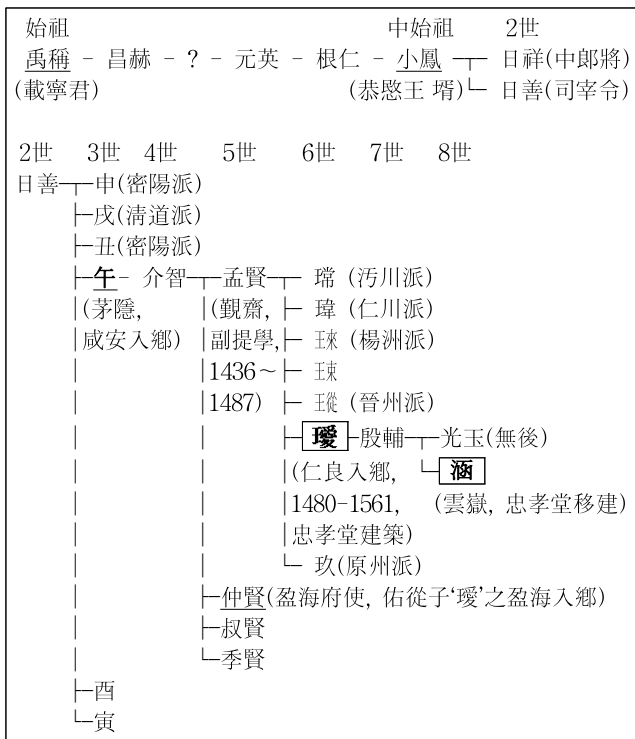 始祖 中始祖 2世
禹稱 - 昌赫 - ? - 元英 - 根仁 - 小鳳 ┬ 日祥(中郞將)
(載寧君) (恭愍王 壻)└ 日善(司宰令)
2世 3世 4世 5世 6世 7世 8世
日善┬申(密陽派)
├戌(淸道派)
├丑(密陽派)
├午- 介智┬孟賢┬ 瑺 (汚川派)
│(茅隱, │(覲齋, ├ 瑋 (仁川派)
│咸安入鄕) │副提學,├ 琜 (楊洲派)
│ │1436～├ 王束
│ │1487) ├ 瑽 (晉州派)
│ │ ├ 璦 殷輔┬光玉(無後)
│ │ │(仁良入鄕, └ 涵
│ │ │1480-1561, (雲嶽, 忠孝堂移建)
│ │ │忠孝堂建築)
│ │ └ 玖(原州派)
│ ├仲賢(盈海府使, 佑從子‘璦’之盈海入鄕)
│ ├叔賢
│ └季賢
├酉
└寅